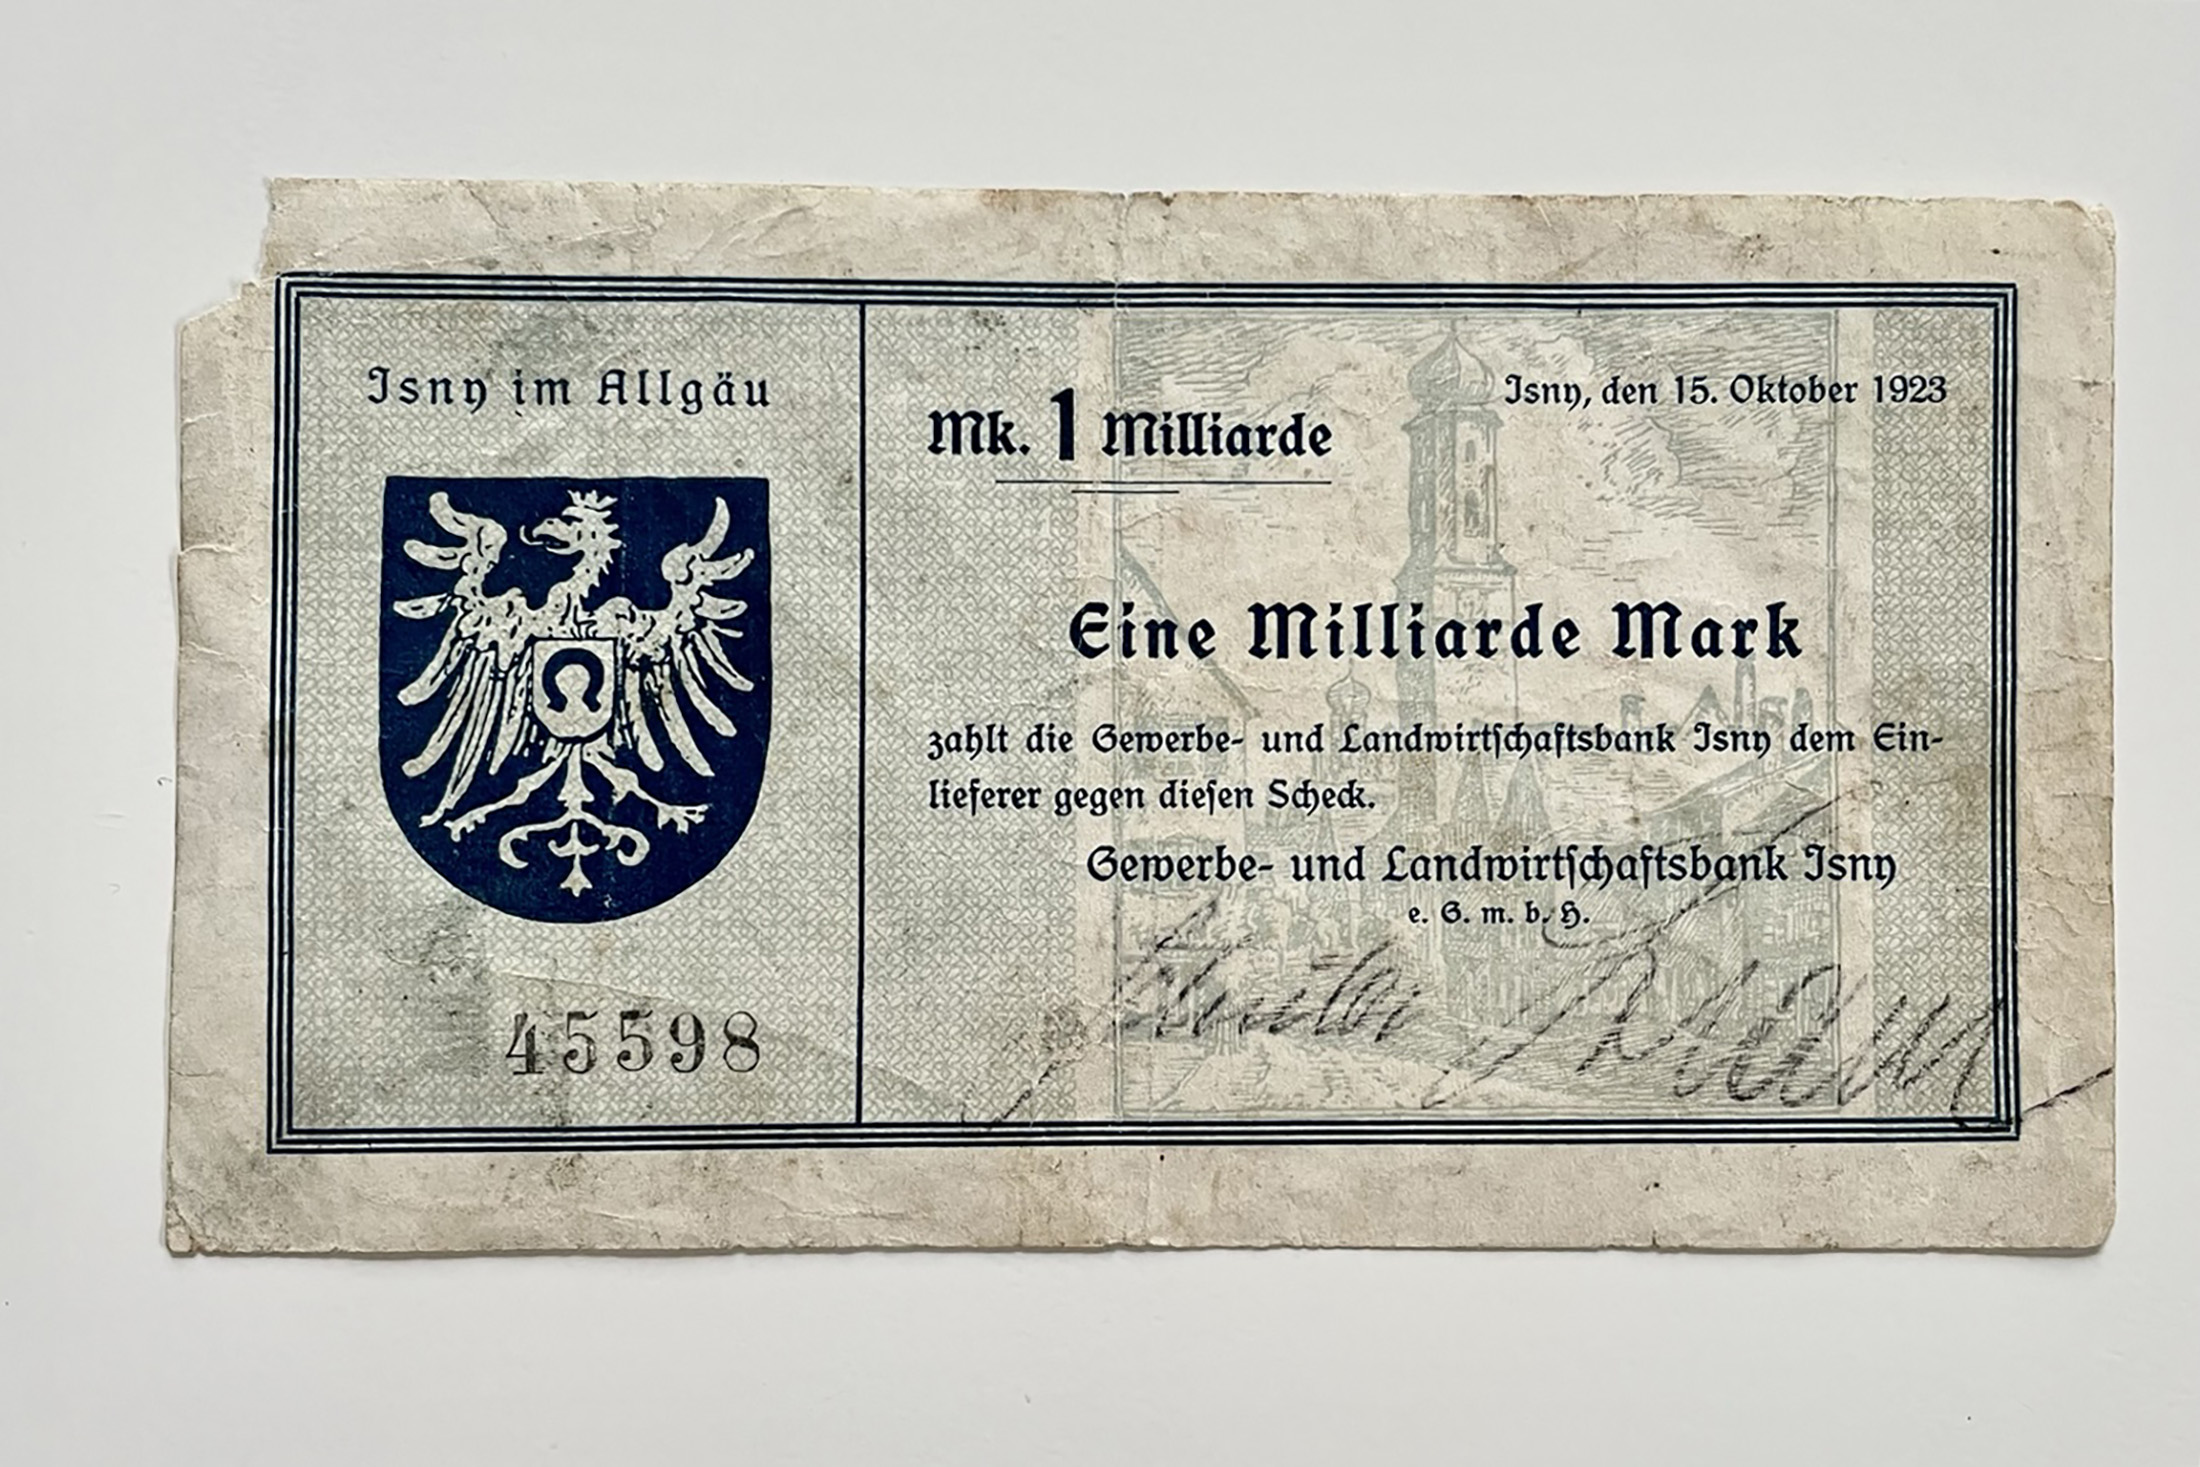 Isny im Allgäu
45598
Isny, den 15. Oktober 1923
Mk. 1 Milliarde
Eine Milliarde Mark
zahlt die Gewerbe- und Landwirtſchaftsbank Isny dem Ein-
lieferer gegen dieſen Scheck.
Gewerbe- und Landwirtſchaftsbank Isny
e. G. m. b. H.